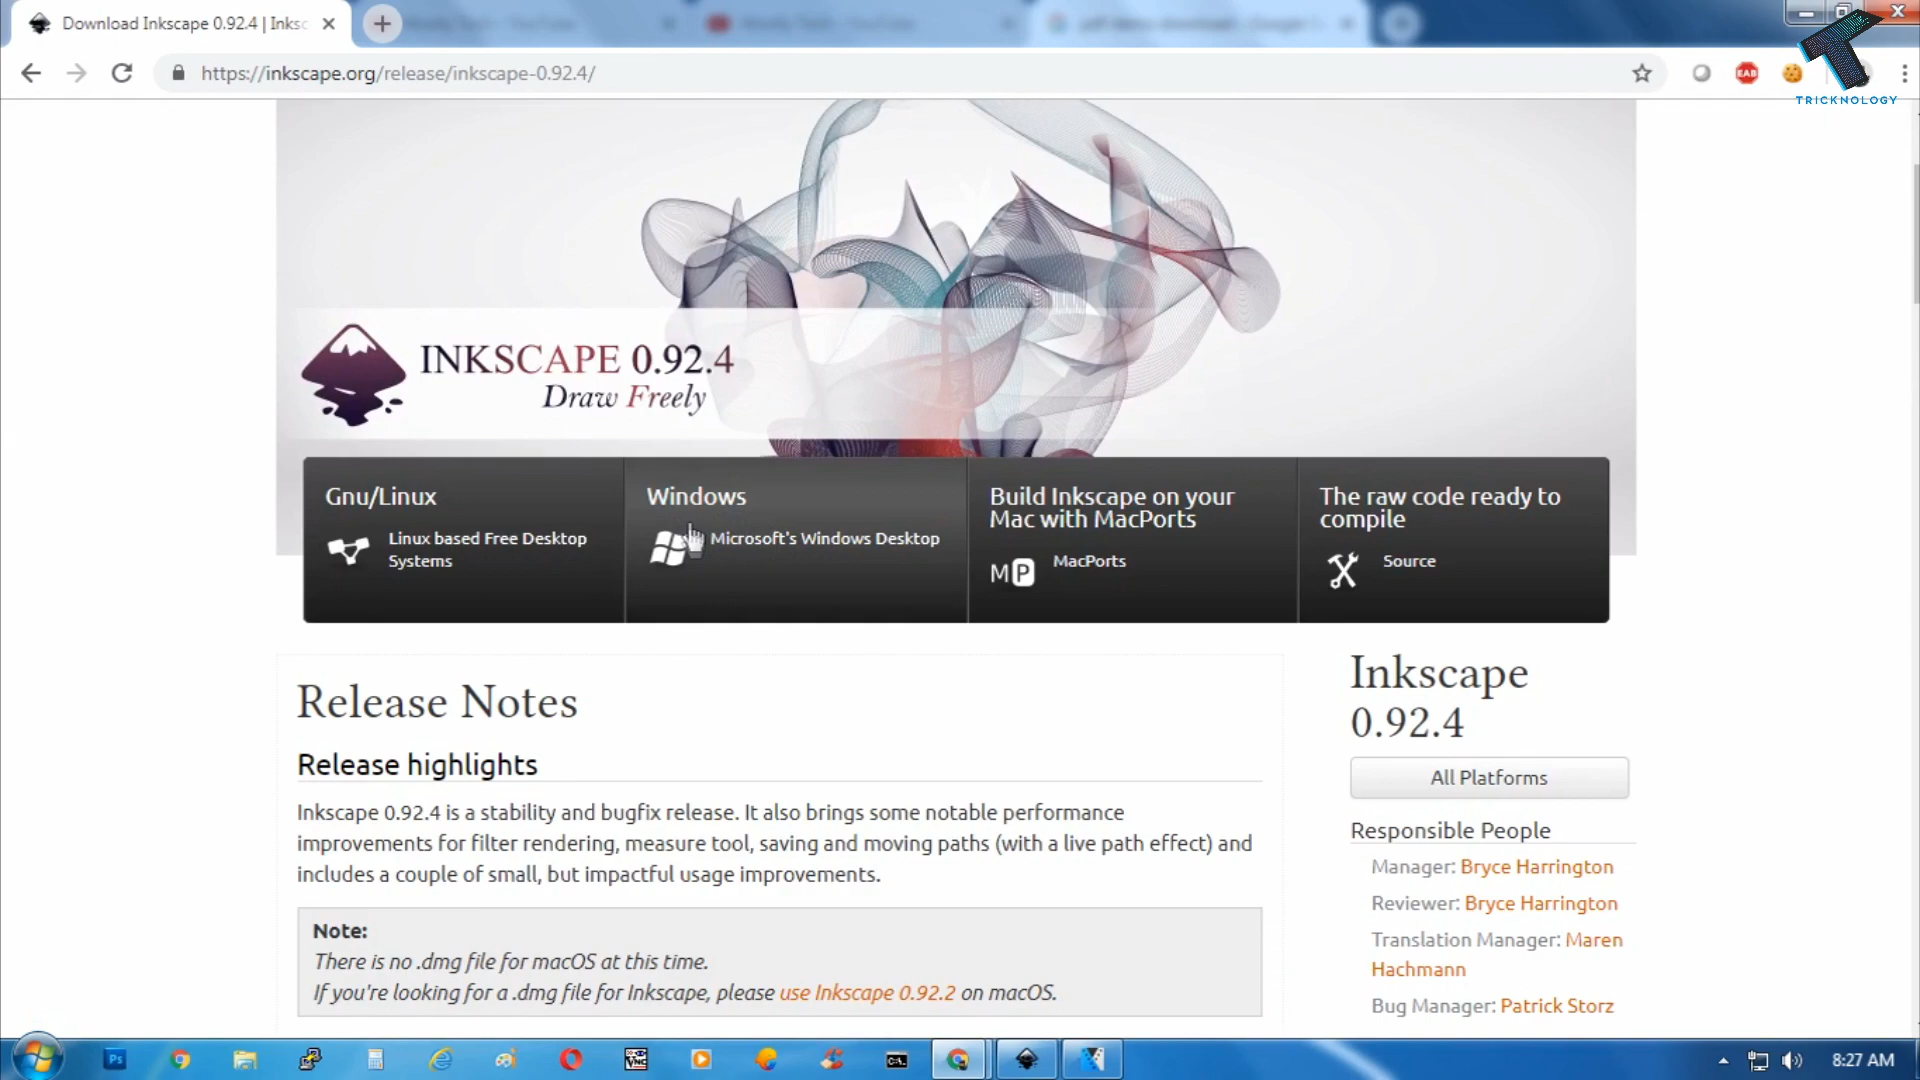 Download Inkscape 0.92.4 | Inksc
https://inkscape.org/release/inkscape-0.92.4/
EAB
TRICKNOLOGY
INKSCAPE 0.92.4
Draw Freely
Gnu/Linux
Linux based Free Desktop
Systems
Windows
Microsoft's Windows Desktop
Build Inkscape on your
Mac with MacPorts
MP
MacPorts
The raw code ready to
compile
Source
Release Notes
Release highlights
Inkscape 0.92.4 is a stability and bugfix release. It also brings some notable performance
improvements for filter rendering, measure tool, saving and moving paths (with a live path effect) and
includes a couple of small, but impactful usage improvements.
Note:
There is no .dmg file for macOS at this time.
If you're looking for a .dmg file for Inkscape, please use Inkscape 0.92.2 on macOS.
Inkscape
0.92.4
All Platforms
Responsible People
Manager: Bryce Harrington
Reviewer: Bryce Harrington
Translation Manager: Maren
Hachmann
Bug Manager: Patrick Storz
Ps
VNC
C:\.
8:27 AM